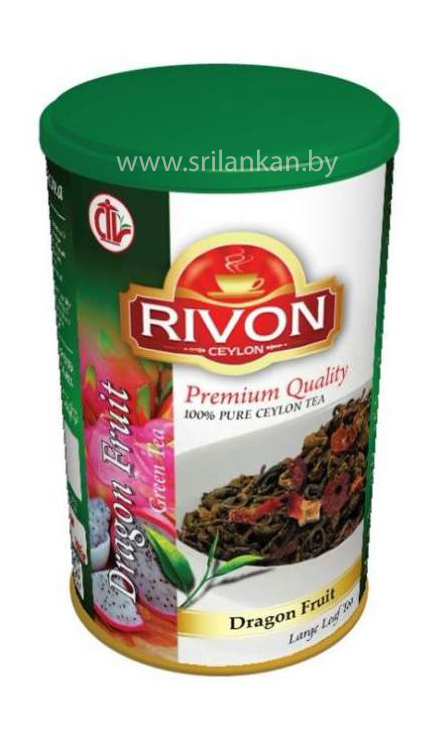 www.srilankan.by
RIVON
CEYLON
Premium Quality
100% PURE CEYLON TEA
Dragon Fruit
Green Tea
Dragon Fruit
Large Leaf Tea